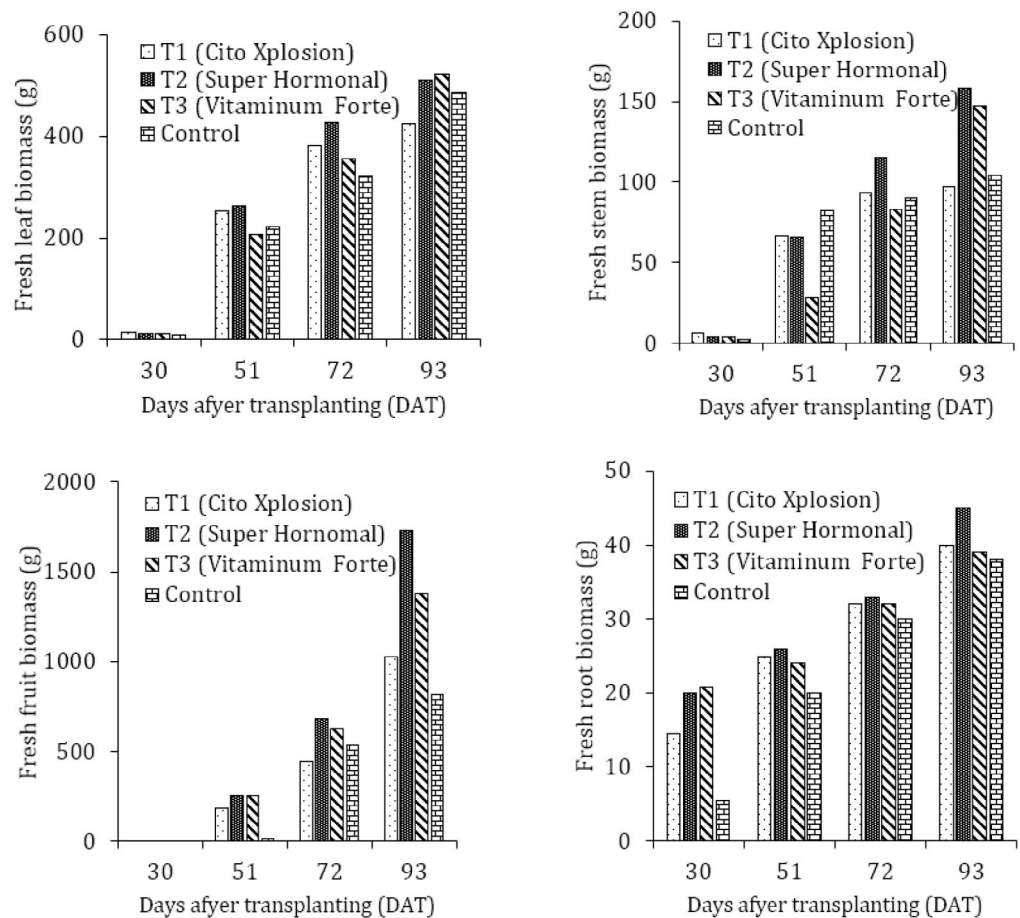 600
400
200
0
Fresh leaf biomass (g)
T1 (Cito Xplosion)
T2 (Super Hormonal)
T3 (Vitaminum Forte)
Control
30 51 72 93
Days afyer transplanting (DAT)
200
150
100
50
0
Fresh stem biomass (g)
T1 (Cito Xplosion)
T2 (Super Hormonal)
T3 (Vitaminum Forte)
Control
30 51 72 93
Days afyer transplanting (DAT)
2000
1500
1000
500
0
Fresh fruit biomass (g)
T1 (Cito Xplosion)
T2 (Super Hornomal)
T3 (Vitaminum Forte)
Control
30 51 72 93
Days afyer transplanting (DAT)
50
40
30
20
10
0
Fresh root biomass (g)
T1 (Cito Xplosion)
T2 (Super Hormonal)
T3 (Vitaminum Forte)
Control
30 51 72 93
Days afyer transplanting (DAT)